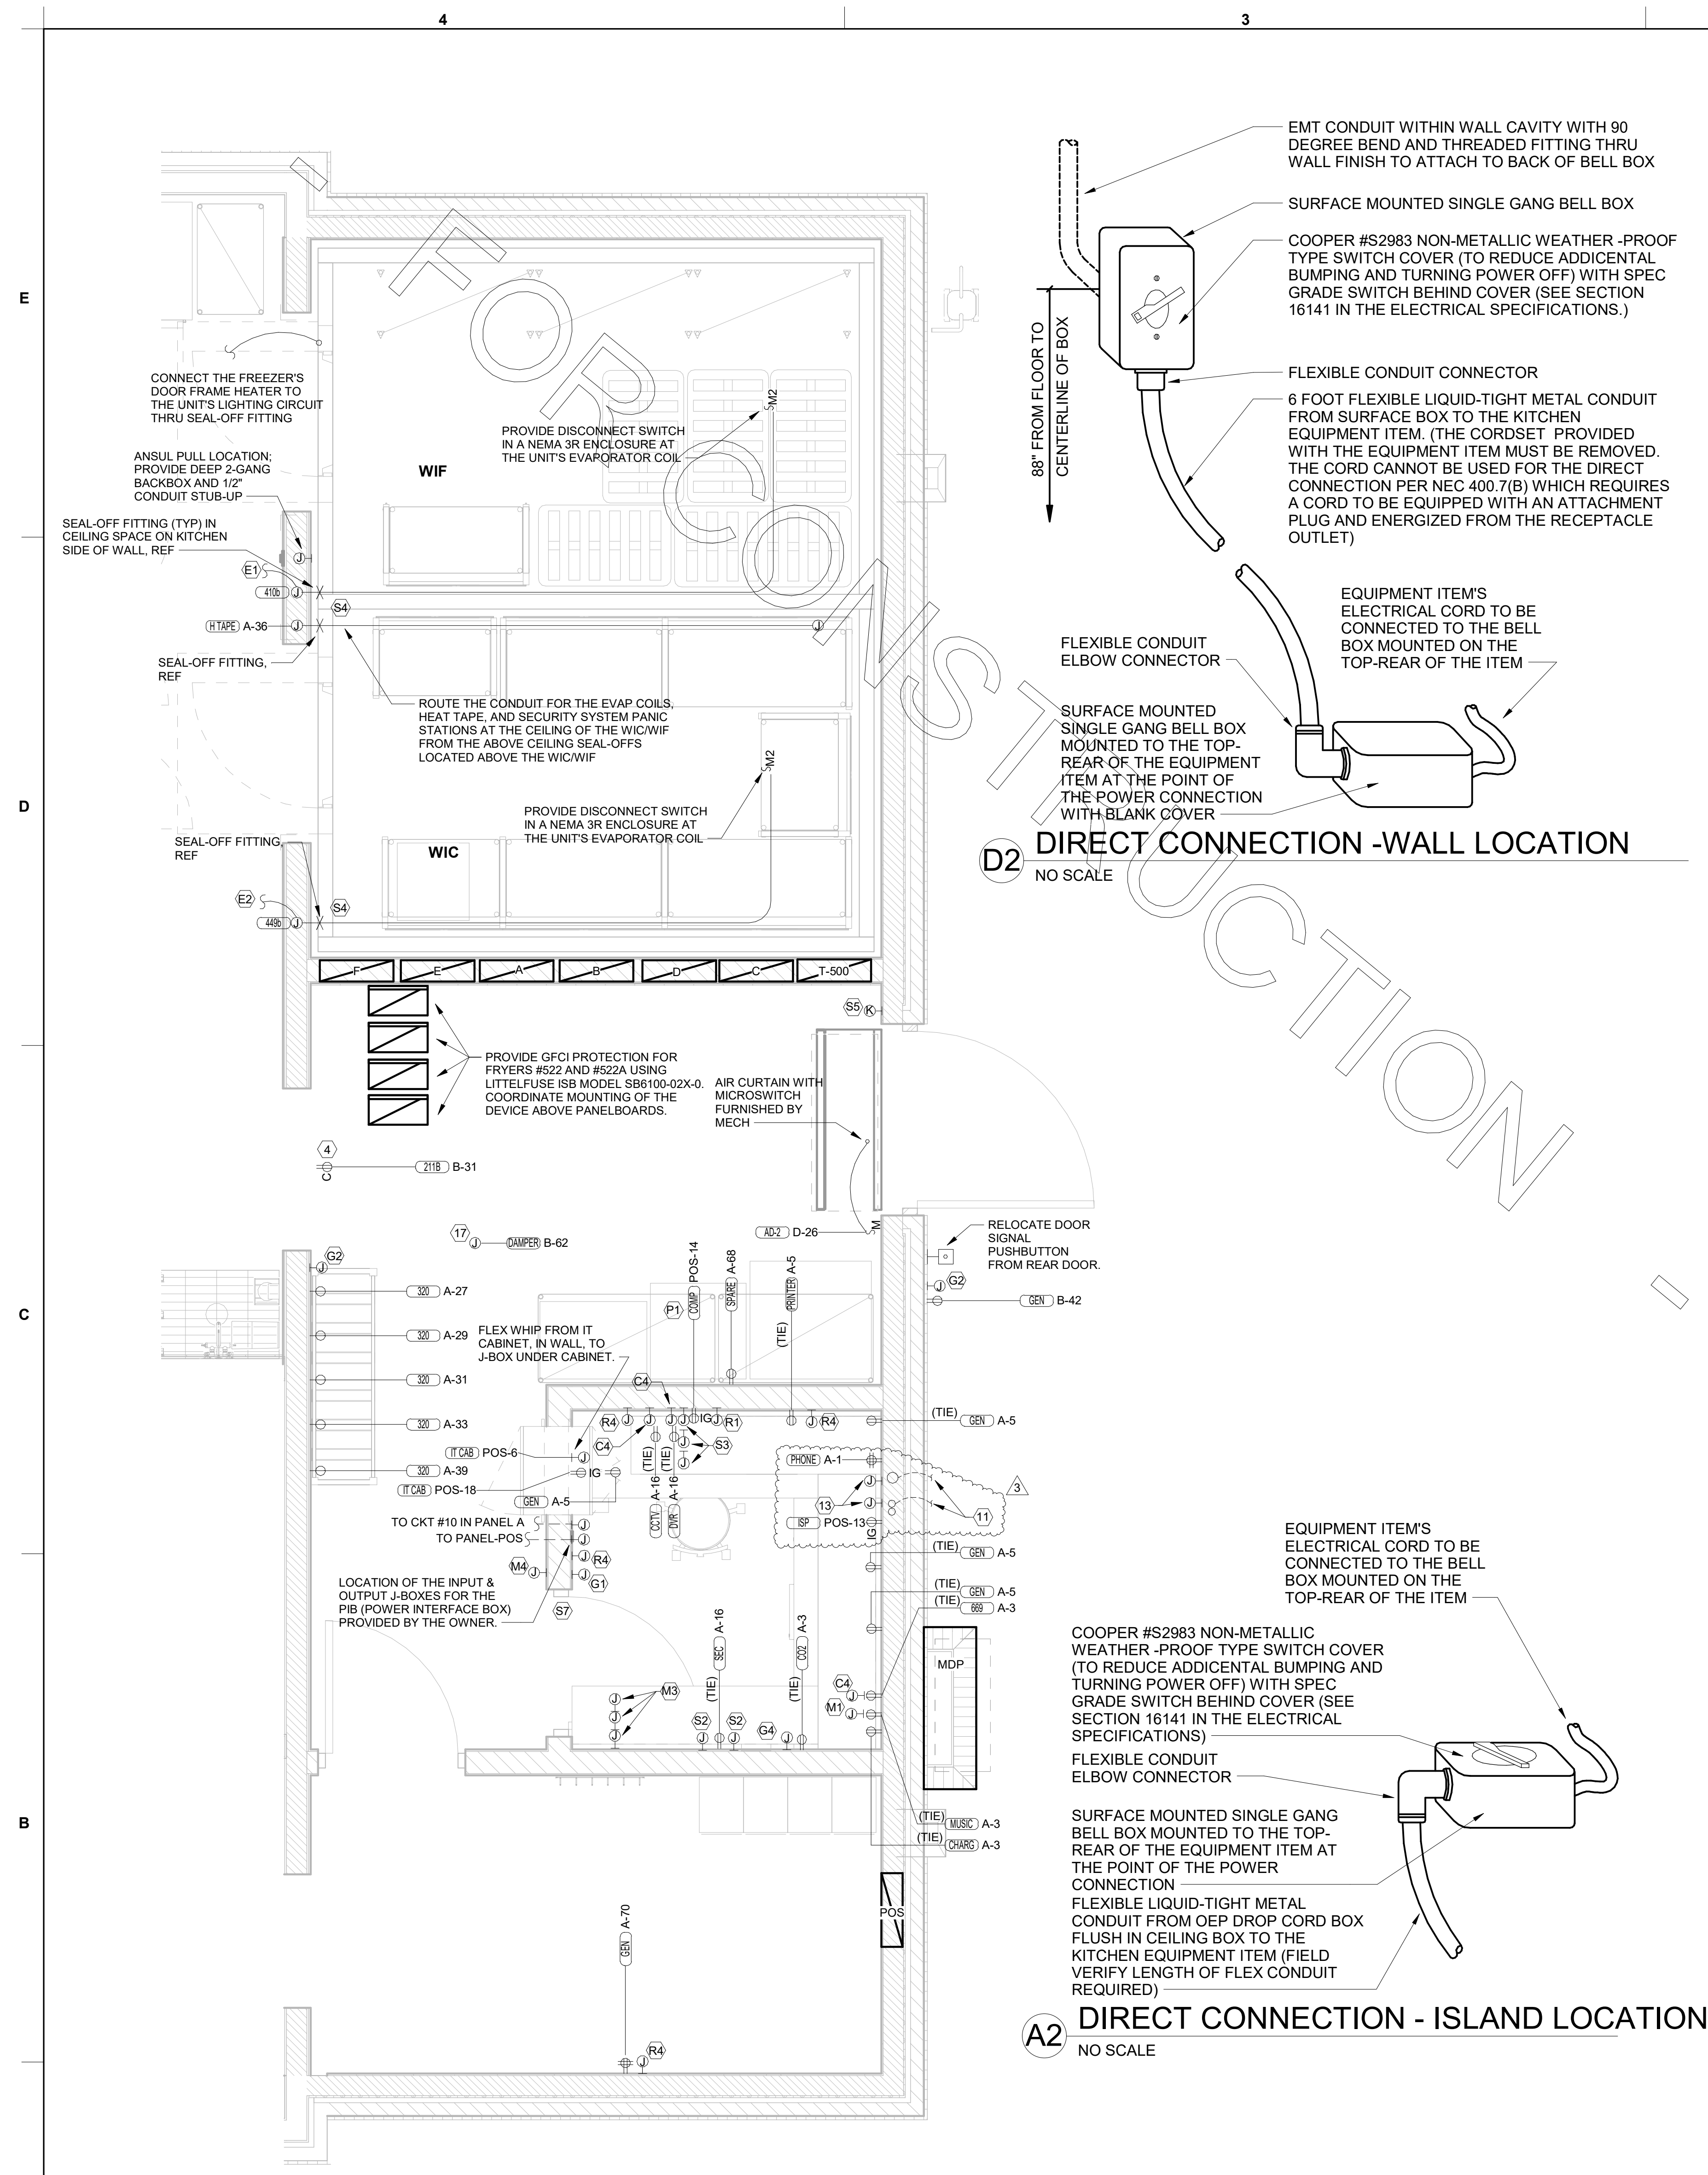 4
3
E
D
C
B
FOR CONSTRUCTION
EMT CONDUIT WITHIN WALL CAVITY WITH 90
DEGREE BEND AND THREADED FITTING THRU
WALL FINISH TO ATTACH TO BACK OF BELL BOX
SURFACE MOUNTED SINGLE GANG BELL BOX
COOPER #S2983 NON-METALLIC WEATHER -PROOF
TYPE SWITCH COVER (TO REDUCE ADDICENTAL
BUMPING AND TURNING POWER OFF) WITH SPEC
GRADE SWITCH BEHIND COVER (SEE SECTION
16141 IN THE ELECTRICAL SPECIFICATIONS.)
88" FROM FLOOR TO
CENTERLINE OF BOX
FLEXIBLE CONDUIT CONNECTOR
6 FOOT FLEXIBLE LIQUID-TIGHT METAL CONDUIT
FROM SURFACE BOX TO THE KITCHEN
EQUIPMENT ITEM. (THE CORDSET PROVIDED
WITH THE EQUIPMENT ITEM MUST BE REMOVED.
THE CORD CANNOT BE USED FOR THE DIRECT
CONNECTION PER NEC 400.7(B) WHICH REQUIRES
A CORD TO BE EQUIPPED WITH AN ATTACHMENT
PLUG AND ENERGIZED FROM THE RECEPTACLE
OUTLET)
EQUIPMENT ITEM'S
ELECTRICAL CORD TO BE
CONNECTED TO THE BELL
BOX MOUNTED ON THE
TOP-REAR OF THE ITEM
FLEXIBLE CONDUIT
ELBOW CONNECTOR
SURFACE MOUNTED
SINGLE GANG BELL BOX
MOUNTED TO THE TOP-
REAR OF THE EQUIPMENT
ITEM AT THE POINT OF
THE POWER CONNECTION
WITH BLANK COVER
D2 DIRECT CONNECTION -WALL LOCATION
NO SCALE
CONNECT THE FREEZER'S
DOOR FRAME HEATER TO
THE UNIT'S LIGHTING CIRCUIT
THRU SEAL-OFF FITTING
ANSUL PULL LOCATION;
PROVIDE DEEP 2-GANG
BACKBOX AND 1/2"
CONDUIT STUB-UP
SEAL-OFF FITTING (TYP) IN
CEILING SPACE ON KITCHEN
SIDE OF WALL, REF
WIF
PROVIDE DISCONNECT SWITCH
IN A NEMA 3R ENCLOSURE AT
THE UNIT'S EVAPORATOR COIL
SM2
J
E1
410b J
S4
H TAPE A-36 J
J
SEAL-OFF FITTING,
REF
ROUTE THE CONDUIT FOR THE EVAP COILS,
HEAT TAPE, AND SECURITY SYSTEM PANIC
STATIONS AT THE CEILING OF THE WIC/WIF
FROM THE ABOVE CEILING SEAL-OFFS
LOCATED ABOVE THE WIC/WIF
SM2
PROVIDE DISCONNECT SWITCH
IN A NEMA 3R ENCLOSURE AT
THE UNIT'S EVAPORATOR COIL
SEAL-OFF FITTING,
REF
WIC
E2
S4
449b J
F E A B D C T-500
S5 K
PROVIDE GFCI PROTECTION FOR
FRYERS #522 AND #522A USING
LITTELFUSE ISB MODEL SB6100-02X-0.
COORDINATE MOUNTING OF THE
DEVICE ABOVE PANELBOARDS.
AIR CURTAIN WITH
MICROSWITCH
FURNISHED BY
MECH
4
C
211B B-31
AD-2 D-26
SM
17
J DAMPER B-62
RELOCATE DOOR
SIGNAL
PUSHBUTTON
FROM REAR DOOR.
G2
J
J G2
GEN B-42
320 A-27
320 A-29
320 A-31
320 A-33
320 A-39
P1
COMP POS-14
SPARE A-68
PRINTER A-5
(TIE)
FLEX WHIP FROM IT
CABINET, IN WALL, TO
J-BOX UNDER CABINET.
C4
R4 J J J J IG J R1
J R4
(TIE) GEN A-5
C4
S3
J
J
(TIE)
(TIE)
CCTV A-16
DVR A-16
IT CAB POS-6 J
IG
IT CAB POS-18
GEN A-5
PHONE A-1
13
J
J
11
3
ISP POS-13
IG
TO CKT #10 IN PANEL A J
TO PANEL-POS J
J R4
M4 J
J G1
S7
LOCATION OF THE INPUT &
OUTPUT J-BOXES FOR THE
PIB (POWER INTERFACE BOX)
PROVIDED BY THE OWNER.
(TIE) GEN A-5
(TIE) GEN A-5
(TIE) 669 A-3
SEC A-16
(TIE)
CO2 A-3
(TIE)
MDP
M3
J
J
J
S2 S2
J J
G4
J
C4
J
M1 J
(TIE) MUSIC A-3
(TIE) CHARG A-3
POS
GEN A-70
J R4
EQUIPMENT ITEM'S
ELECTRICAL CORD TO BE
CONNECTED TO THE BELL
BOX MOUNTED ON THE
TOP-REAR OF THE ITEM
COOPER #S2983 NON-METALLIC
WEATHER -PROOF TYPE SWITCH COVER
(TO REDUCE ADDICENTAL BUMPING AND
TURNING POWER OFF) WITH SPEC
GRADE SWITCH BEHIND COVER (SEE
SECTION 16141 IN THE ELECTRICAL
SPECIFICATIONS)
FLEXIBLE CONDUIT
ELBOW CONNECTOR
SURFACE MOUNTED SINGLE GANG
BELL BOX MOUNTED TO THE TOP-
REAR OF THE EQUIPMENT ITEM AT
THE POINT OF THE POWER
CONNECTION
FLEXIBLE LIQUID-TIGHT METAL
CONDUIT FROM OEP DROP CORD BOX
FLUSH IN CEILING BOX TO THE
KITCHEN EQUIPMENT ITEM (FIELD
VERIFY LENGTH OF FLEX CONDUIT
REQUIRED)
A2 DIRECT CONNECTION - ISLAND LOCATION
NO SCALE